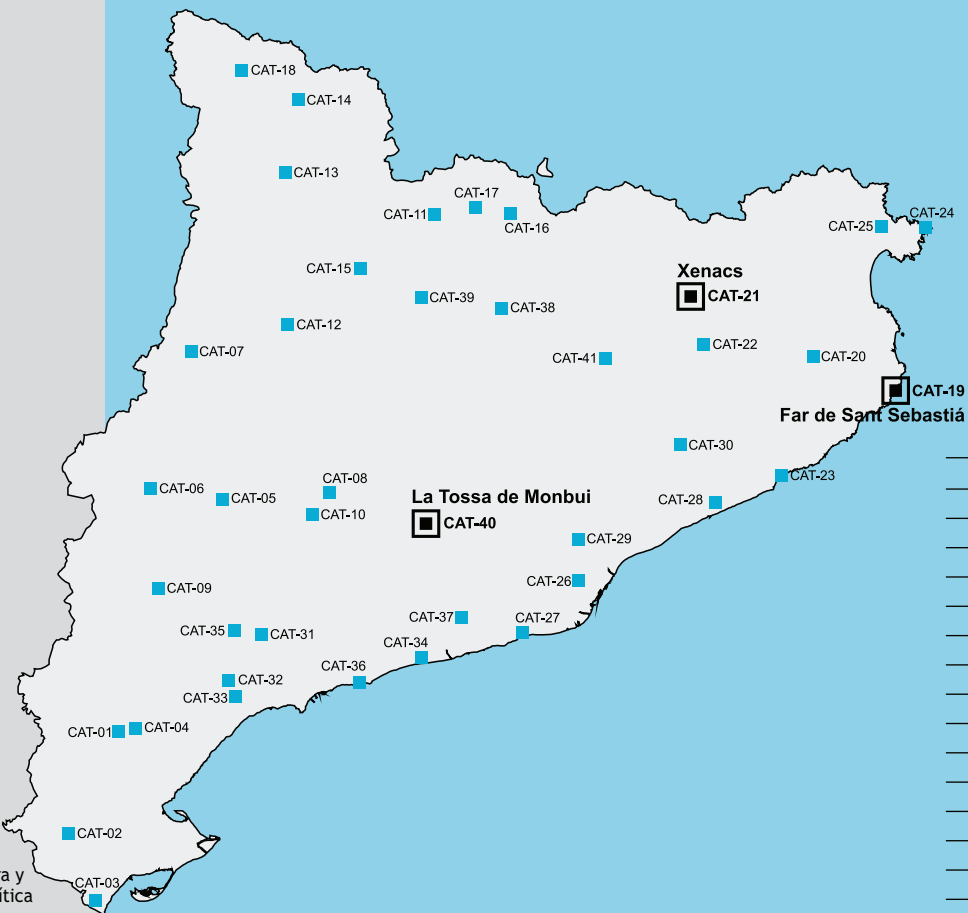 CAT-18
CAT-14
CAT-13
CAT-17
CAT-11
CAT-16
CAT-24
CAT-25
CAT-15
Xenacs
CAT-21
CAT-39
CAT-38
CAT-12
CAT-22
CAT-07
CAT-41
CAT-20
CAT-19
Far de Sant Sebastiá
CAT-30
CAT-08
CAT-23
CAT-06
CAT-05
La Tossa de Monbui
CAT-28
CAT-10
CAT-40
CAT-29
CAT-26
CAT-09
CAT-37
CAT-27
CAT-35
CAT-31
CAT-34
CAT-36
CAT-32
CAT-33
CAT-01
CAT-04
CAT-02
a y
CAT-03
ítica